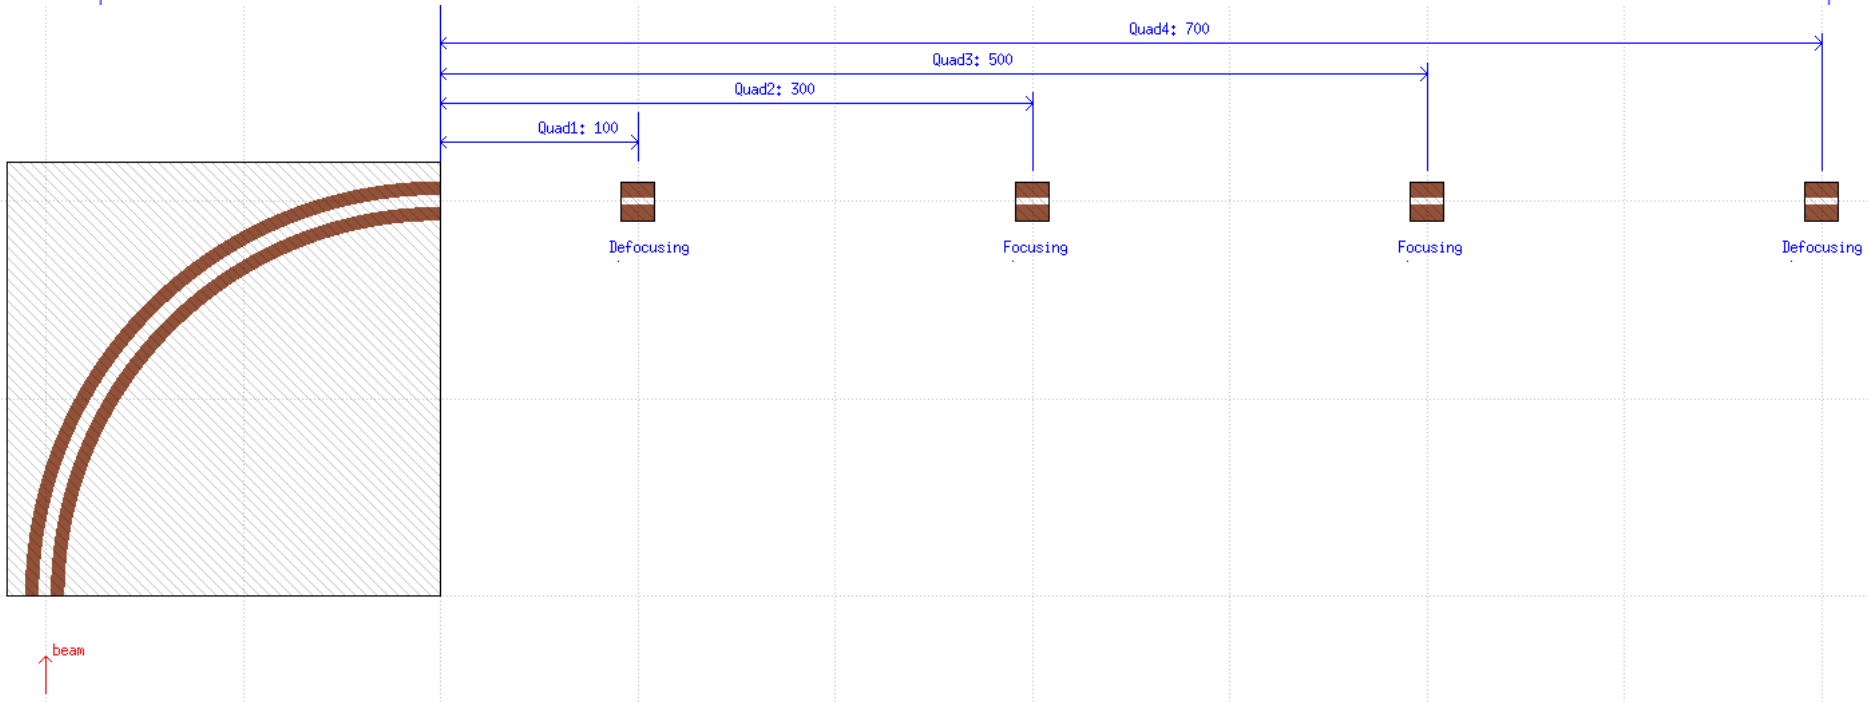 Quad4: 700
Quad3: 500
Quad2: 300
Quad1: 100
Defocusing
Focusing
Focusing
Defocusing
beam